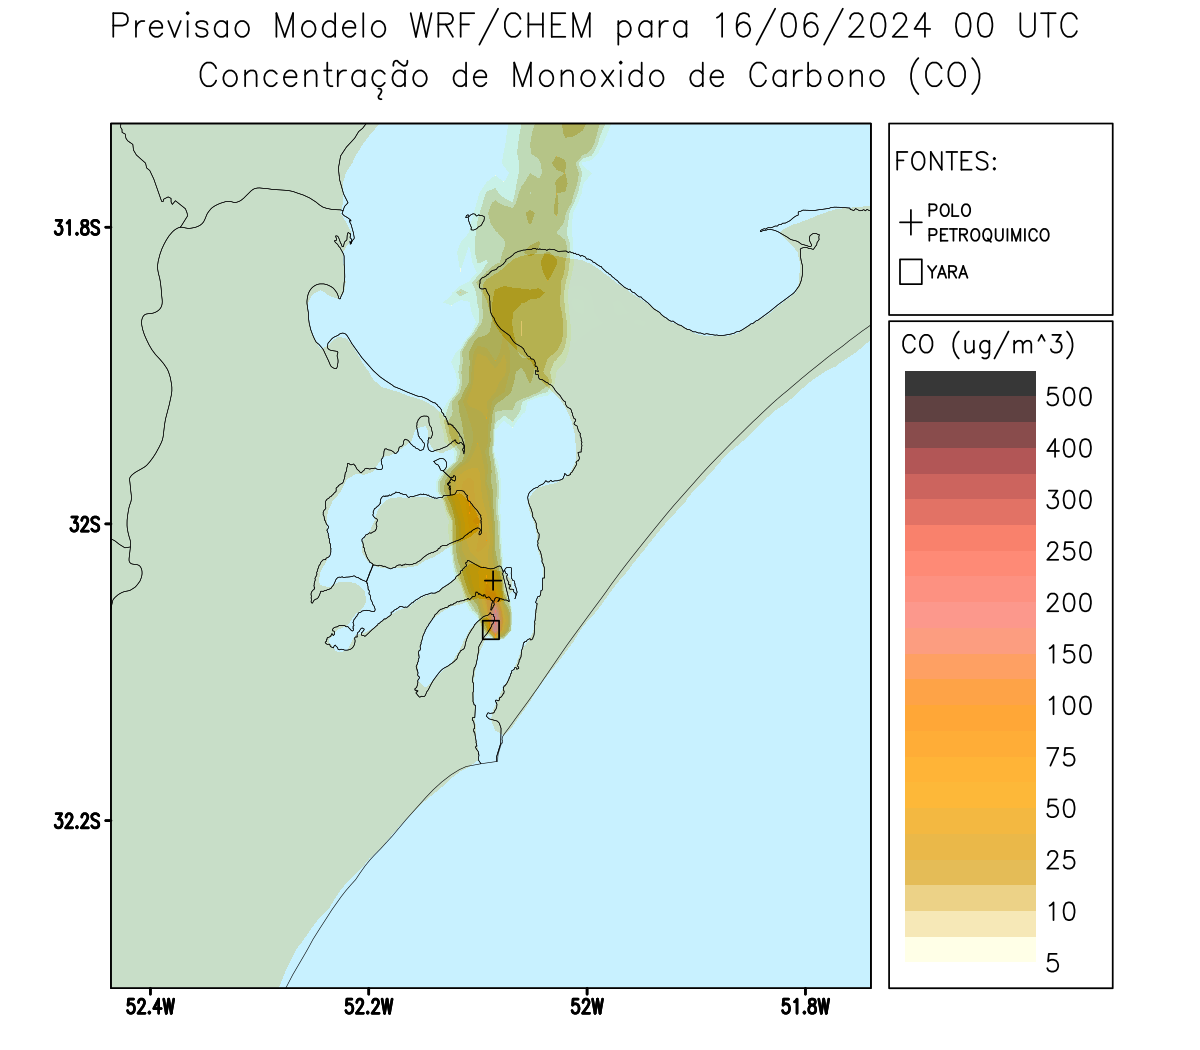 Previsao Modelo WRF/CHEM para 16/06/2024 00 UTC
Concentração de Monoxido de Carbono (CO)
FONTES:
POLO
PETROQUIMICO
YARA
CO (ug/m^3)
500
400
300
250
200
150
100
75
50
25
10
5
31.8S
32S
32.2S
52.4W
52.2W
52W
51.8W